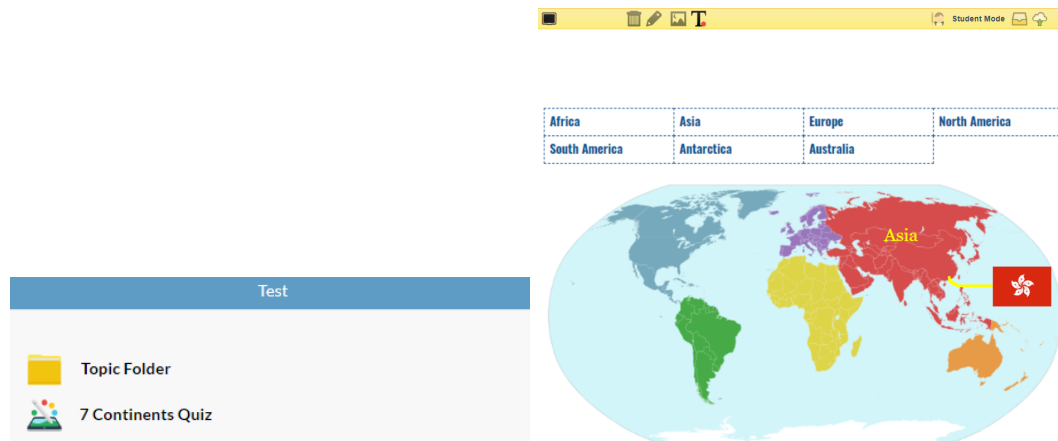 Test
Topic Folder
7 Continents Quiz
Student Mode
Africa Asia Europe North America
South America Antarctica Australia
Asia